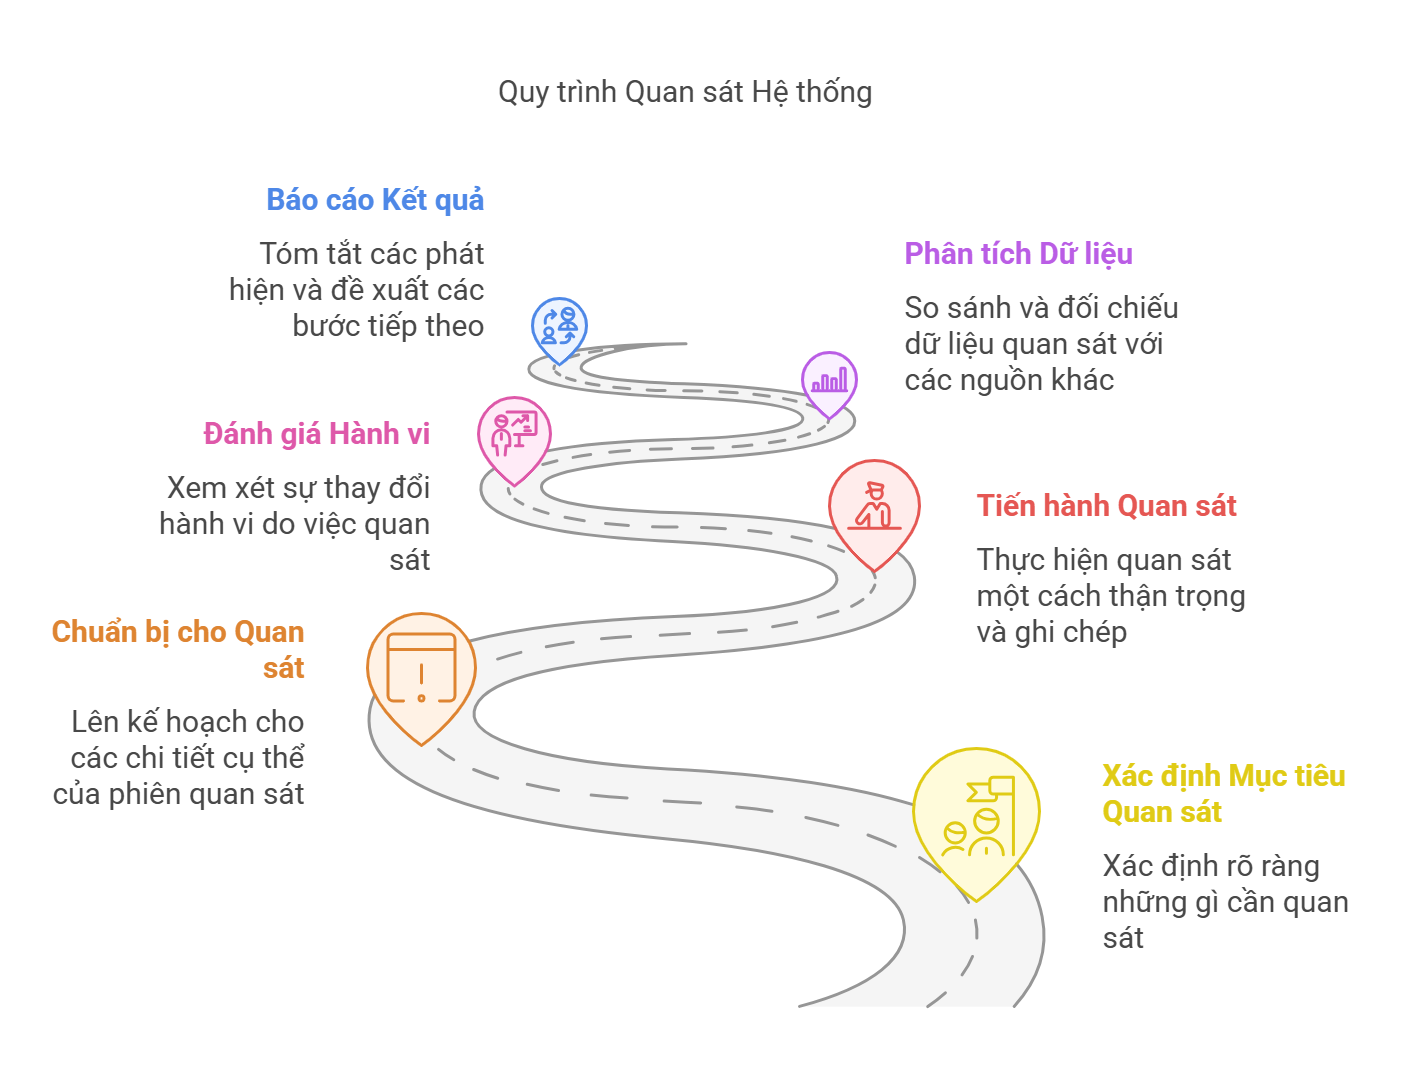 Quy trình Quan sát Hệ thống
Báo cáo Kết quả
Tóm tắt các phát
hiện và đề xuất các
bước tiếp theo
Phân tích Dữ liệu
So sánh và đối chiếu
dữ liệu quan sát với
các nguồn khác
Đánh giá Hành vi
Xem xét sự thay đổi
hành vi do việc quan
sát
Tiến hành Quan sát
Thực hiện quan sát
một cách thận trọng
và ghi chép
Chuẩn bị cho Quan
sát
Lên kế hoạch cho
các chi tiết cụ thể
của phiên quan sát
Xác định Mục tiêu
Quan sát
Xác định rõ ràng
những gì cần quan
sát